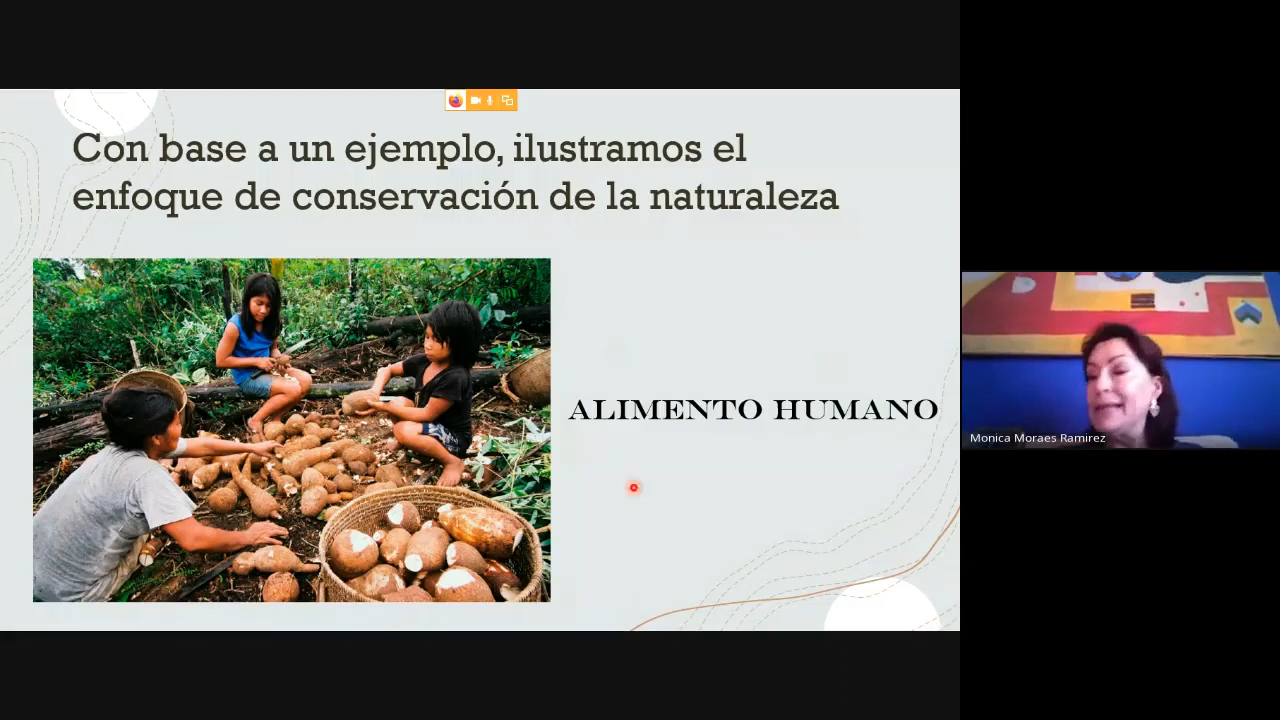 Con base a un ejemplo, ilustramos el
enfoque de conservación de la naturaleza
ALIMENTO HUMANO
Monica Moraes Ramirez